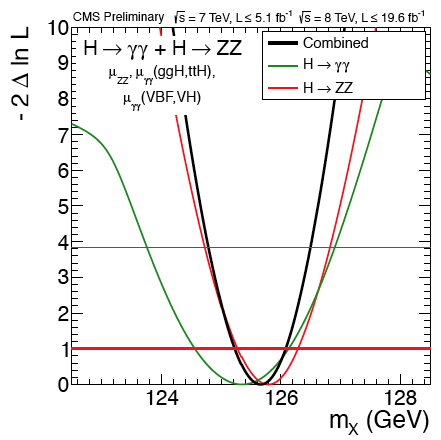 CMS Preliminary √s = 7 TeV, L ≤ 5.1 fb⁻¹ √s = 8 TeV, L ≤ 19.6 fb⁻¹
H → γγ + H → ZZ
μ_ZZ, μ_γγ(ggH,ttH),
μ_γγ(VBF,VH)
Combined
H → γγ
H → ZZ
- 2 Δ ln L
10
9
8
7
6
5
4
3
2
1
0
124 126 128
m_X (GeV)